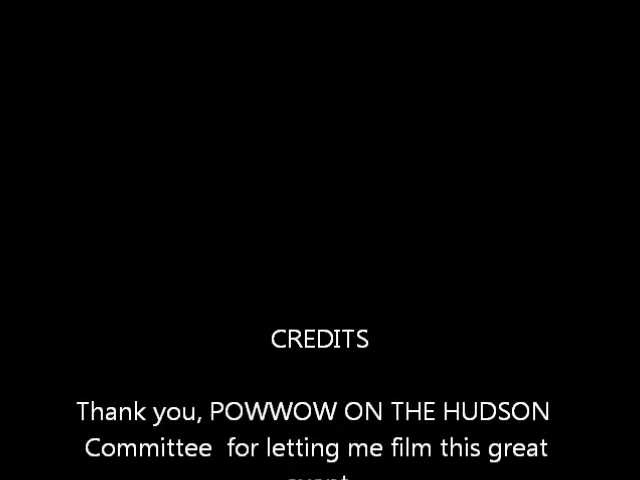 CREDITS
Thank you, POWWOW ON THE HUDSON
Committee  for letting me film this great